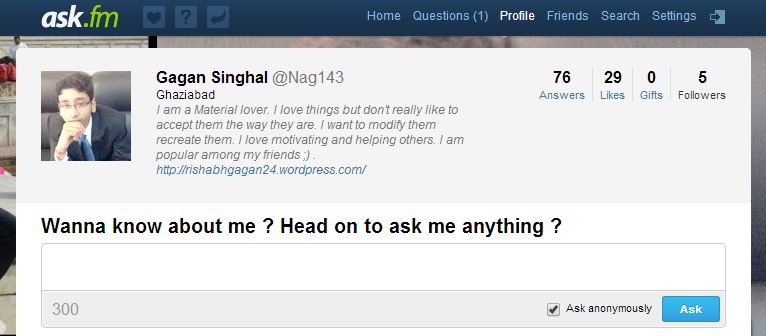 ask.fm
Home Questions (1) Profile Friends Search Settings
Gagan Singhal @Nag143
Ghaziabad
I am a Material lover. I love things but don't really like to
accept them the way they are. I want to modify them
recreate them. I love motivating and helping others. I am
popular among my friends ;) .
http://rishabhgagan24.wordpress.com/
76 29 0 5
Answers Likes Gifts Followers
Wanna know about me ? Head on to ask me anything ?
300 Ask anonymously Ask